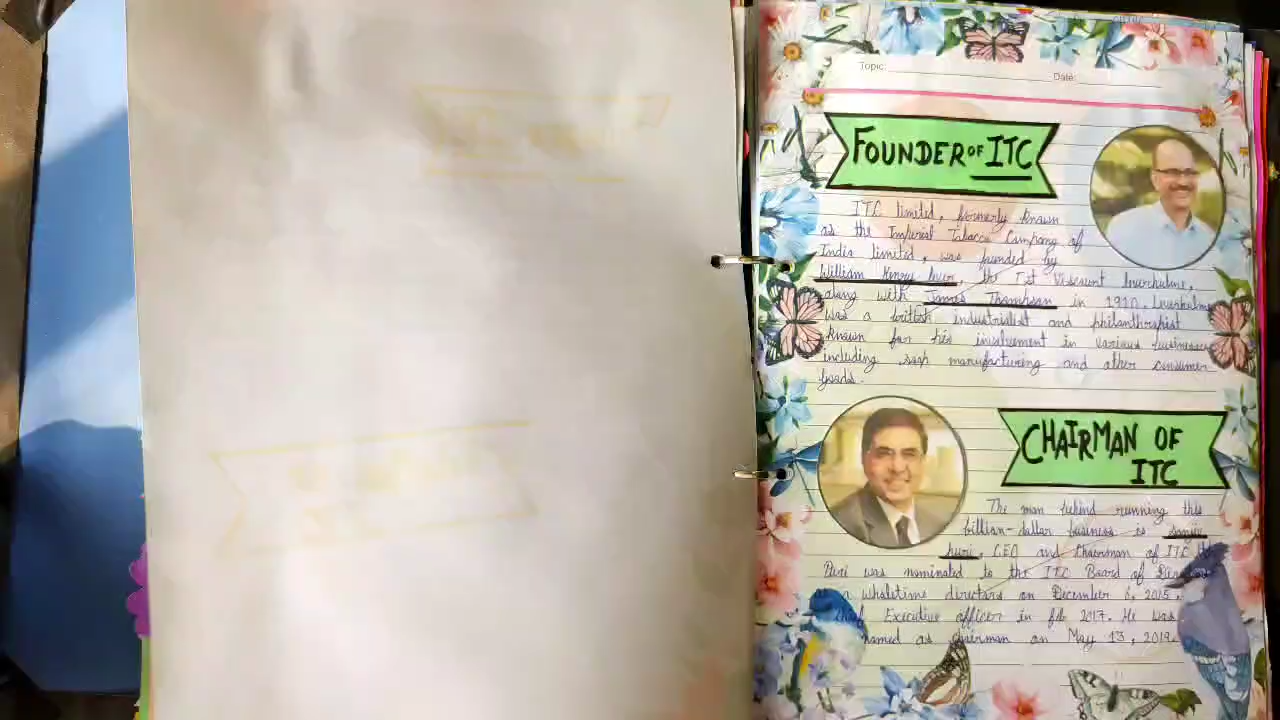 Topic:
Date:
FOUNDER OF ITC
ITC limited, formerly known
as the Imperial Tobacco Company of
India limited, was founded by
William Henry lever, the 1st Viscount leverhulme,
along with James Thompson in 1910. Leverhulme
was a british industrialist and philanthropist
known for his involvement in various businesses
including soap manufacturing and other consumer
goods.
CHAIRMAN OF
ITC
The man behind running this
billion-dollar business is sanjiv
puri, CEO and Chairman of ITC
Puri was nominated to the ITC Board of
a wholetime directors on December 6, 2015.
Executive officer in feb 2017. He was
named as chairman on May 13, 2019.